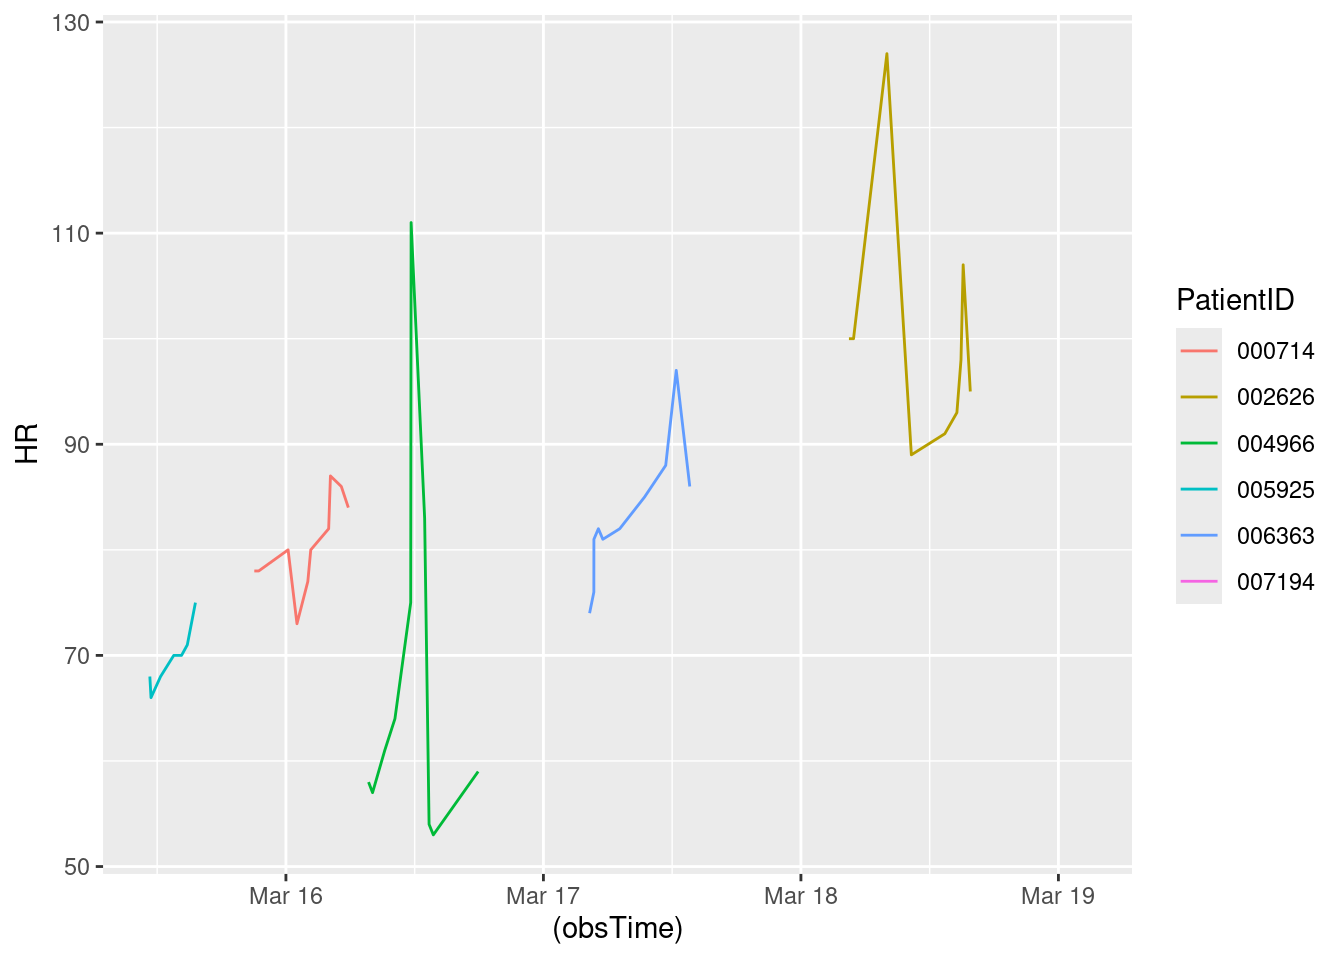 130
110
90
70
50
HR
Mar 16
Mar 17
Mar 18
Mar 19
(obsTime)
PatientID
000714
002626
004966
005925
006363
007194